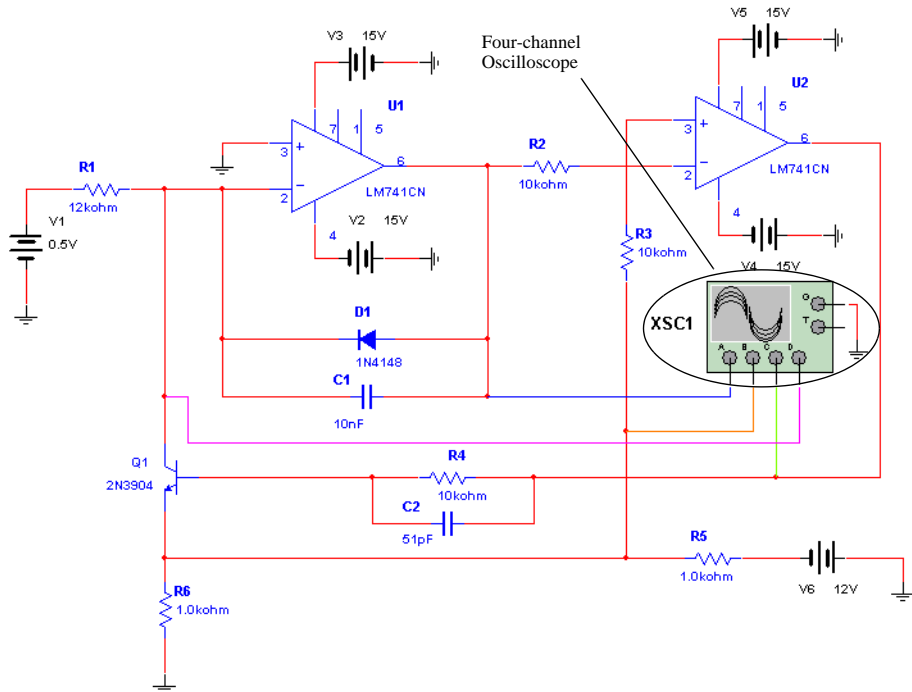 V3 15V
V5 15V
Four-channel
Oscilloscope
U1
U2
7 1 5
7 1 5
+
3
+
3
R1
R2
6
6
−
2
−
2
LM741CN
LM741CN
12kohm
10kohm
V1
0.5V
4
V2 15V
4
R3
10kohm
V4 15V
D1
1N4148
XSC1
G
T
A B C D
C1
10nF
Q1
2N3904
R4
10kohm
C2
51pF
R5
1.0kohm
V6 12V
R6
1.0kohm